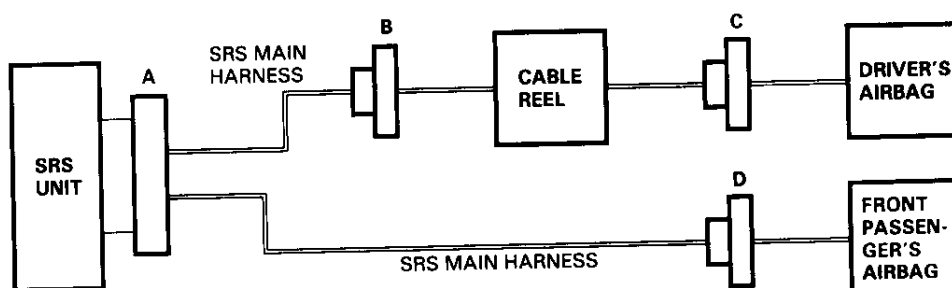 A
SRS MAIN
HARNESS
B
C
SRS
UNIT
CABLE
REEL
DRIVER'S
AIRBAG
D
SRS MAIN HARNESS
FRONT
PASSEN-
GER'S
AIRBAG